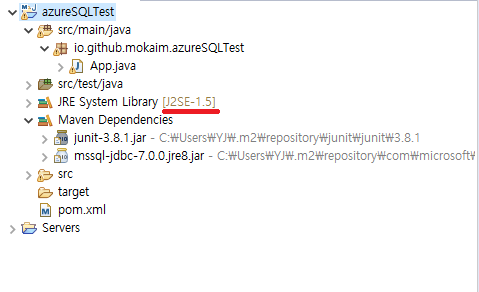 azureSQLTest
src/main/java
io.github.mokaim.azureSQLTest
App.java
src/test/java
JRE System Library [J2SE-1.5]
Maven Dependencies
junit-3.8.1.jar - C:₩Users₩YJ₩.m2₩repository₩junit₩junit₩3.8.1
mssql-jdbc-7.0.0.jre8.jar - C:₩Users₩YJ₩.m2₩repository₩com₩microsoft₩
src
target
pom.xml
Servers